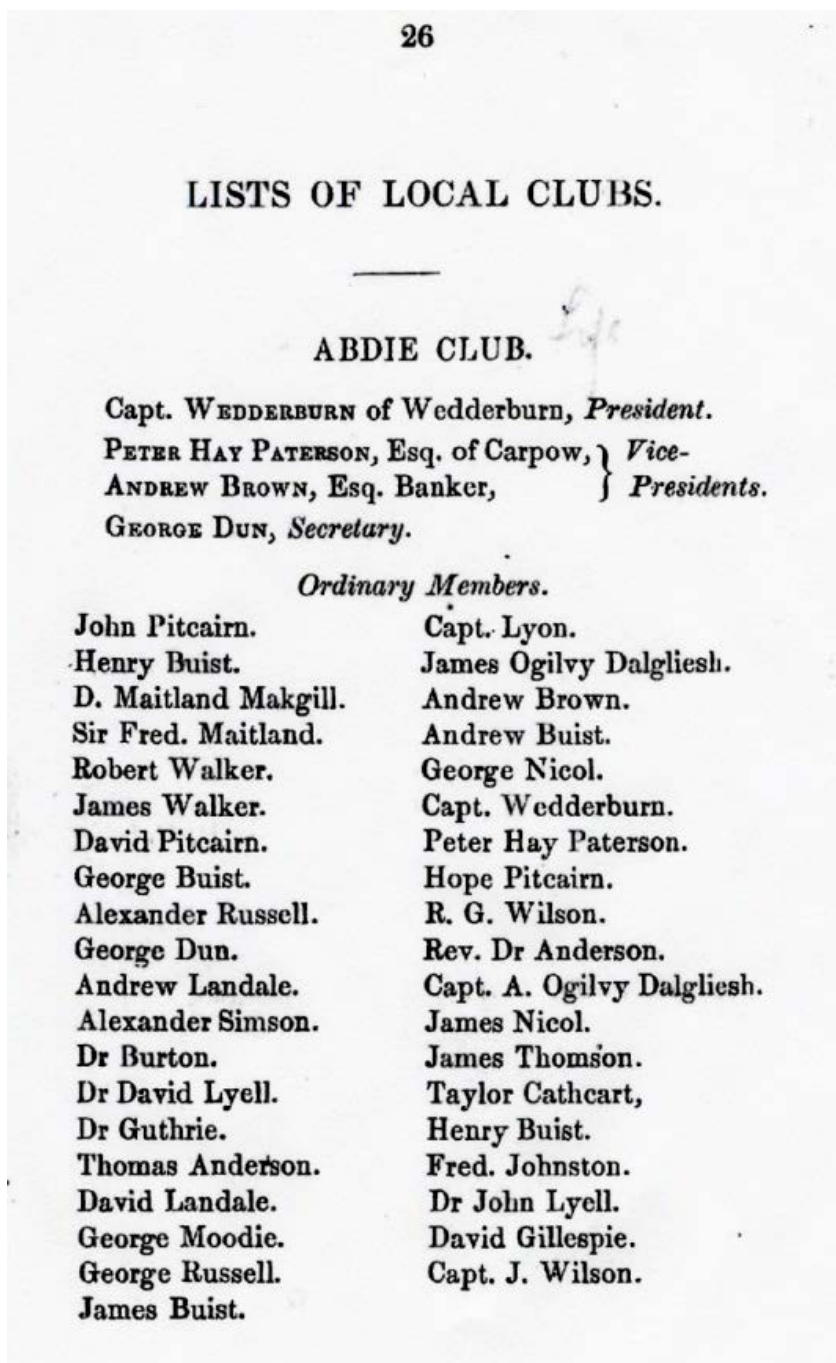 26
LISTS OF LOCAL CLUBS.
ABDIE CLUB.
Capt. WEDDERBURN of Wedderburn, President.
PETER HAY PATERSON, Esq. of Carpow, } Vice-
ANDREW BROWN, Esq. Banker, } Presidents.
GEORGE DUN, Secretary.
Ordinary Members.
John Pitcairn.
Henry Buist.
D. Maitland Makgill.
Sir Fred. Maitland.
Robert Walker.
James Walker.
David Pitcairn.
George Buist.
Alexander Russell.
George Dun.
Andrew Landale.
Alexander Simson.
Dr Burton.
Dr David Lyell.
Dr Guthrie.
Thomas Anderson.
David Landale.
George Moodie.
George Russell.
James Buist.
Capt. Lyon.
James Ogilvy Dalgliesh.
Andrew Brown.
Andrew Buist.
George Nicol.
Capt. Wedderburn.
Peter Hay Paterson.
Hope Pitcairn.
R. G. Wilson.
Rev. Dr Anderson.
Capt. A. Ogilvy Dalgliesh.
James Nicol.
James Thomson.
Taylor Cathcart,
Henry Buist.
Fred. Johnston.
Dr John Lyell.
David Gillespie.
Capt. J. Wilson.